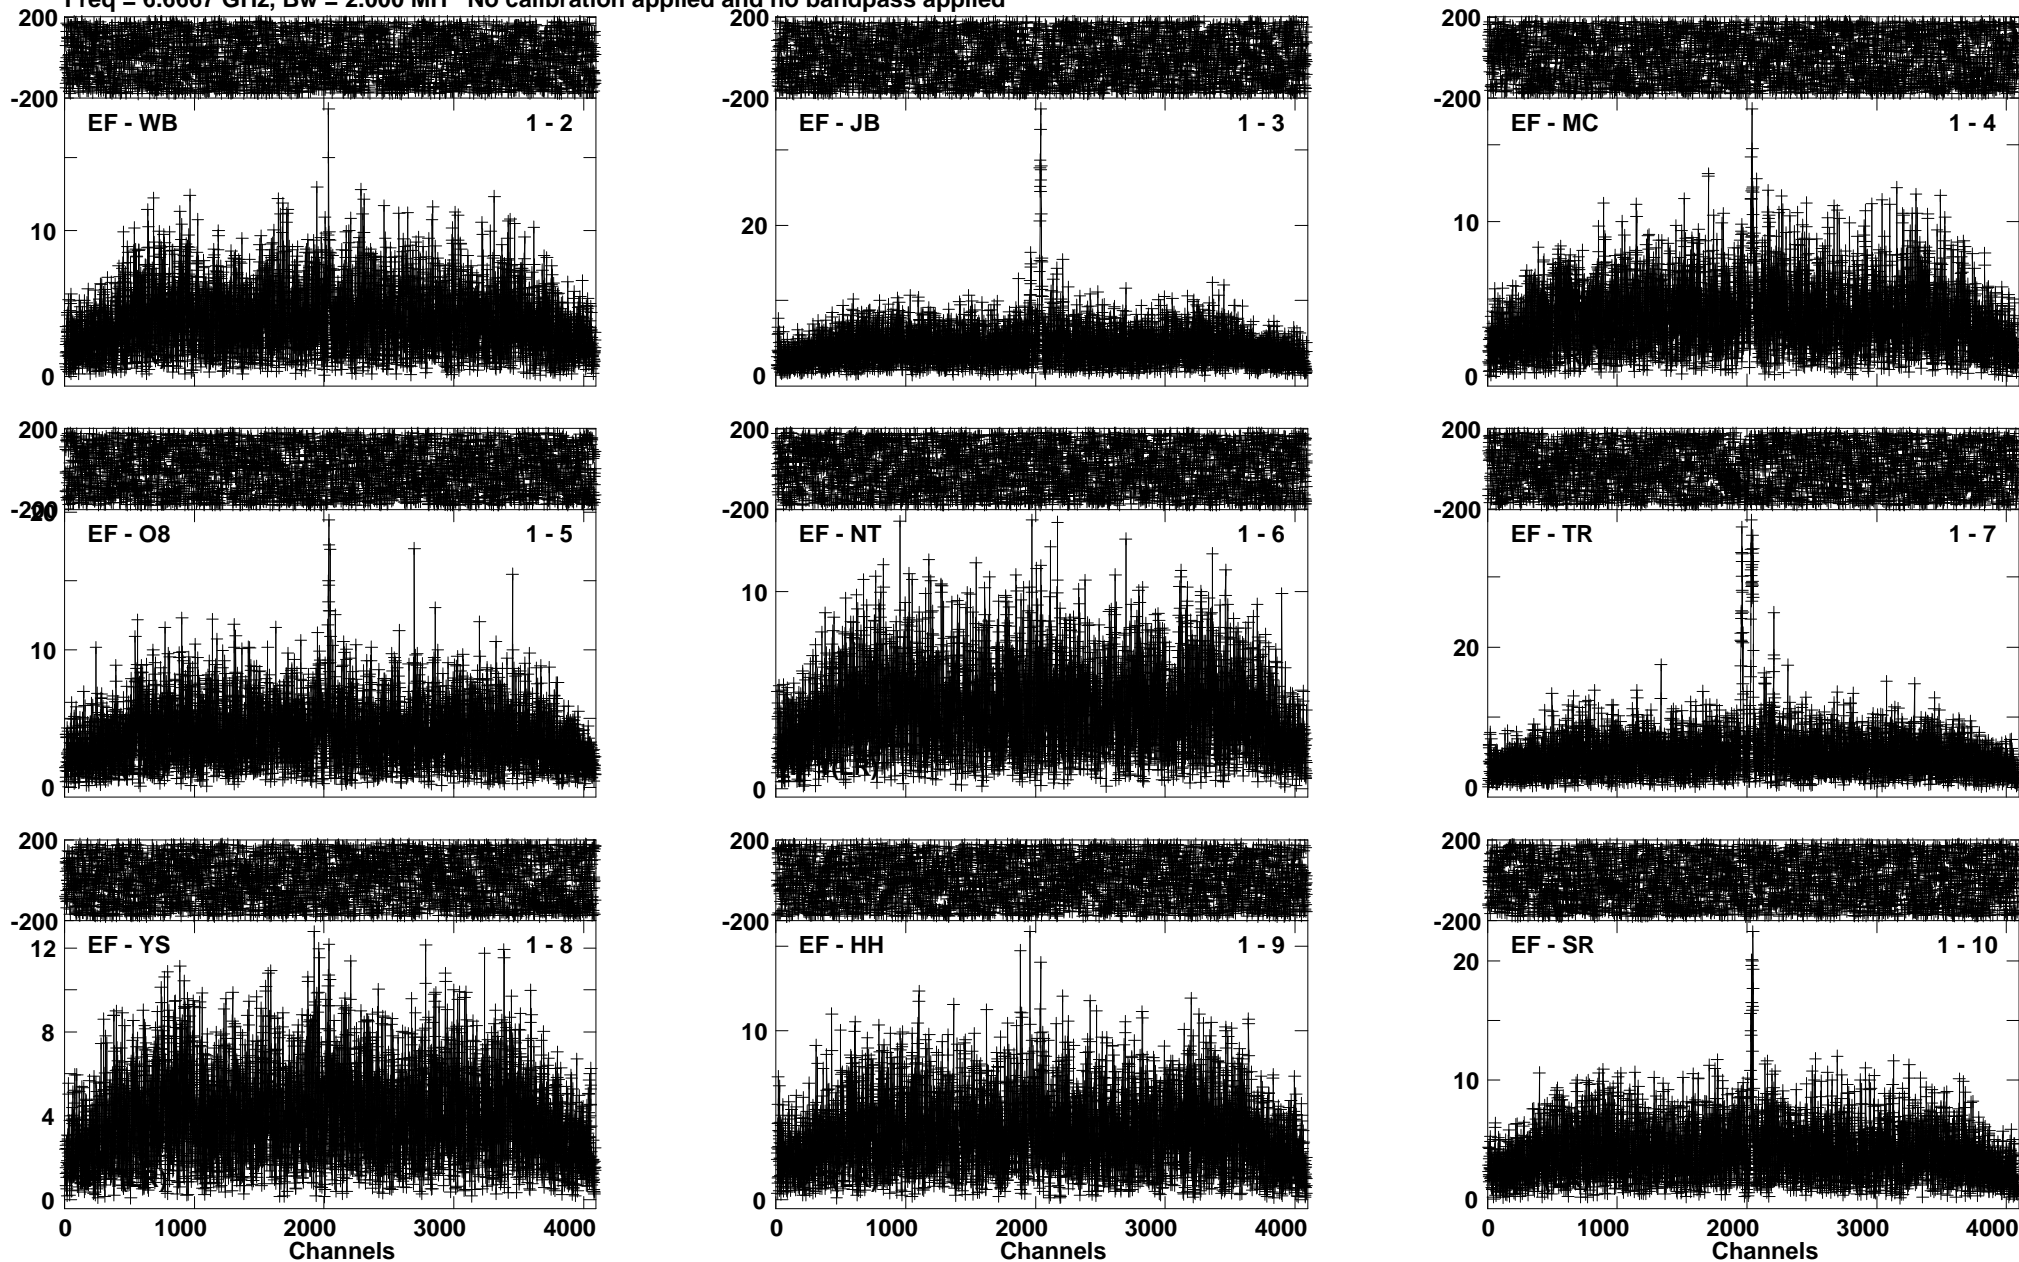 Freq = 6.6667 GHz, Bw = 2.000 MH No calibration applied and no bandpass applied
200 200 200
-200 -200 -200
EF - WB 1 - 2 EF - JB 1 - 3 EF - MC 1 - 4
10 20 10
0 0 0
200 200 200
-200 -200 -200
20
EF - O8 1 - 5 EF - NT 1 - 6 EF - TR 1 - 7
10 10 20
0 0 0
200 200 200
-200 -200 -200
EF - YS 1 - 8 EF - HH 1 - 9 EF - SR 1 - 10
12 20
8 10 10
4
0 0 0
0 1000 2000 3000 4000 0 1000 2000 3000 4000 0 1000 2000 3000 4000
Channels Channels Channels